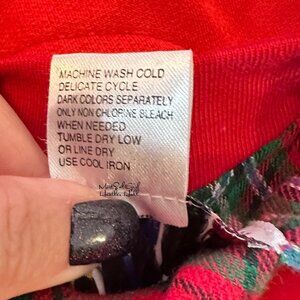 MACHINE WASH COLD
DELICATE CYCLE
DARK COLORS SEPARATELY
ONLY NON CHLORINE BLEACH
WHEN NEEDED
TUMBLE DRY LOW
OR LINE DRY
USE COOL IRON